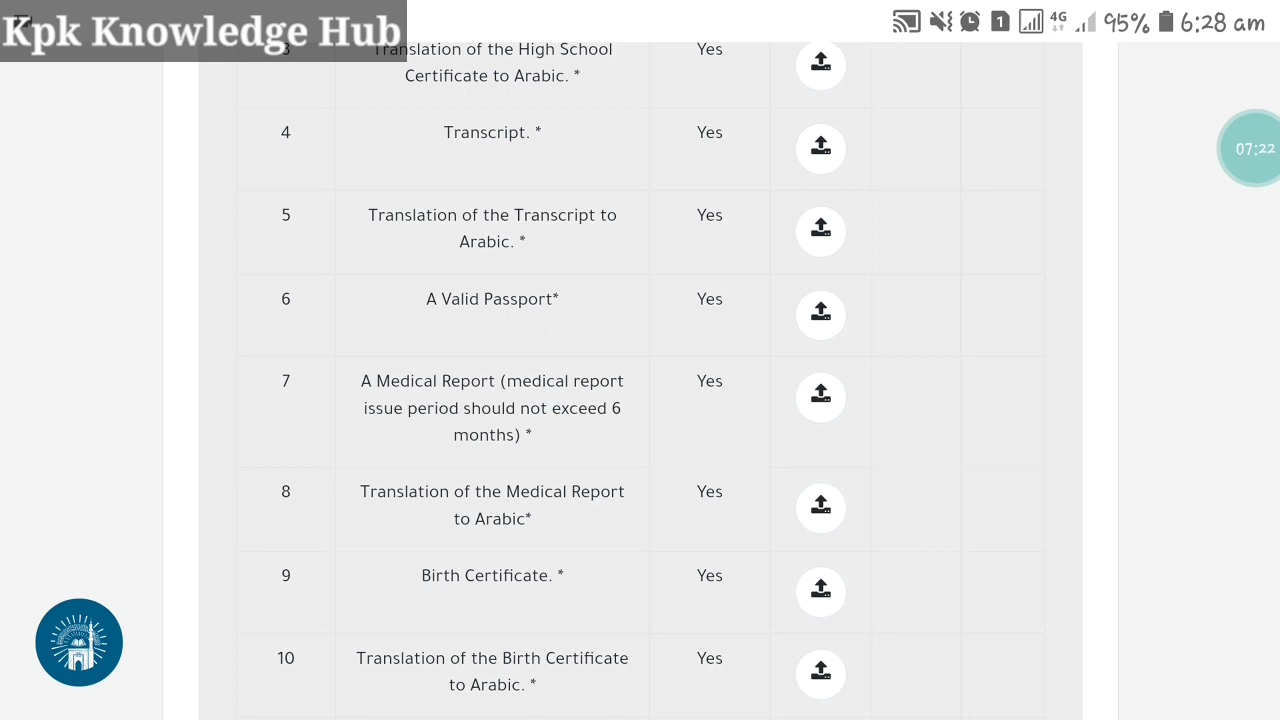 Kpk Knowledge Hub
1 4G 95% 6:28 am
3 Translation of the High School Yes
Certificate to Arabic. *
4 Transcript. * Yes
07:22
5 Translation of the Transcript to Yes
Arabic. *
6 A Valid Passport* Yes
7 A Medical Report (medical report Yes
issue period should not exceed 6
months) *
8 Translation of the Medical Report Yes
to Arabic*
9 Birth Certificate. * Yes
10 Translation of the Birth Certificate Yes
to Arabic. *